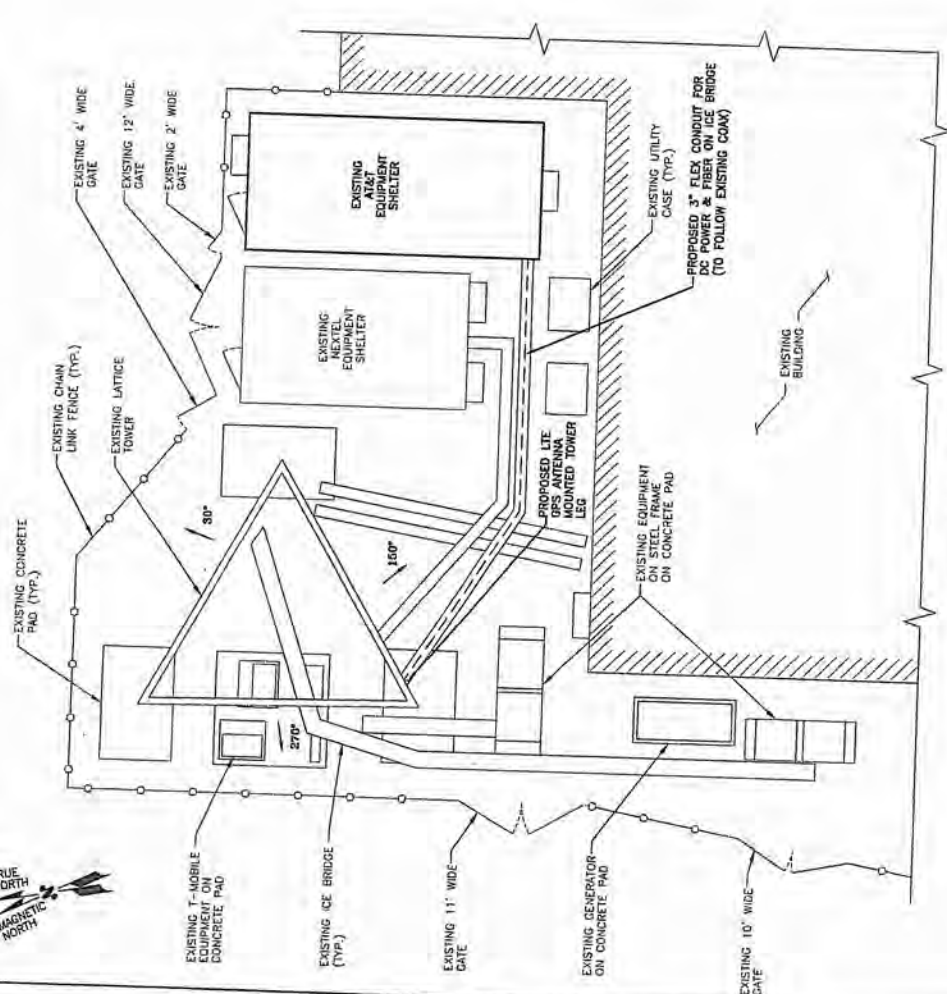 EXISTING CONCRETE
PAD (TYP.)
EXISTING CHAIN
LINK FENCE (TYP.)
EXISTING LATTICE
TOWER
EXISTING 4' WIDE
GATE
EXISTING 12' WIDE
GATE
EXISTING 2' WIDE
GATE
EXISTING
AT&T
EQUIPMENT
SHELTER
EXISTING
NEXTEL
EQUIPMENT
SHELTER
EXISTING UTILITY
CASE (TYP.)
PROPOSED 3" FLEX CONDUIT FOR
DC POWER & FIBER ON ICE BRIDGE
(TO FOLLOW EXISTING COAX)
EXISTING
BUILDING
PROPOSED LTE
GPS ANTENNA
MOUNTED TOWER
LEG
EXISTING EQUIPMENT
ON STEEL FRAME
ON CONCRETE PAD
30°
150°
270°
MAGNETIC
NORTH
EXISTING T-MOBILE
EQUIPMENT ON
CONCRETE PAD
EXISTING ICE BRIDGE
(TYP.)
EXISTING 11' WIDE
GATE
EXISTING GENERATOR
ON CONCRETE PAD
EXISTING 10' WIDE
GATE